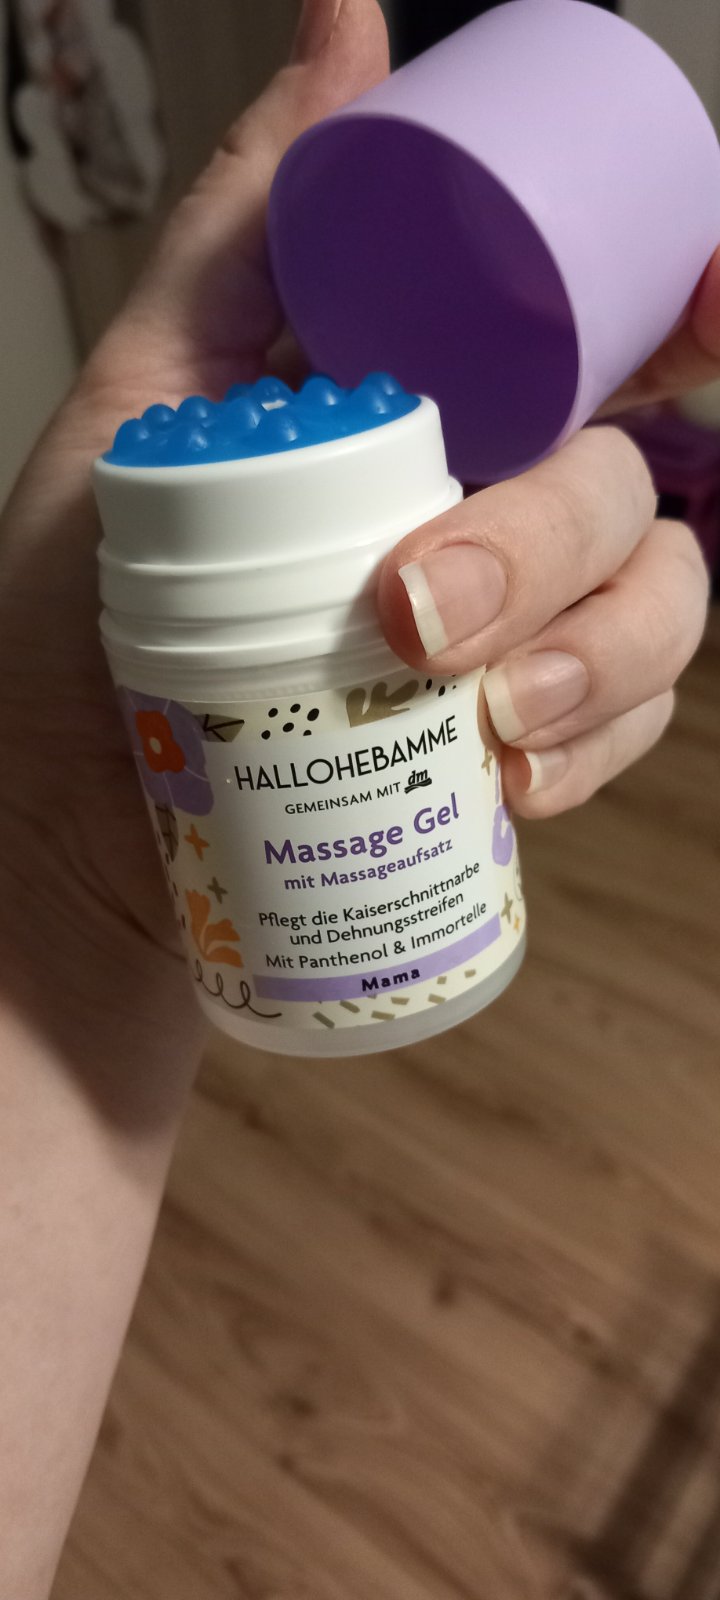 HALLOHEBAMME
GEMEINSAM MIT dm
Massage Gel
mit Massageaufsatz
Pflegt die Kaiserschnittnarbe
und Dehnungsstreifen
Mit Panthenol & Immortelle
Mama